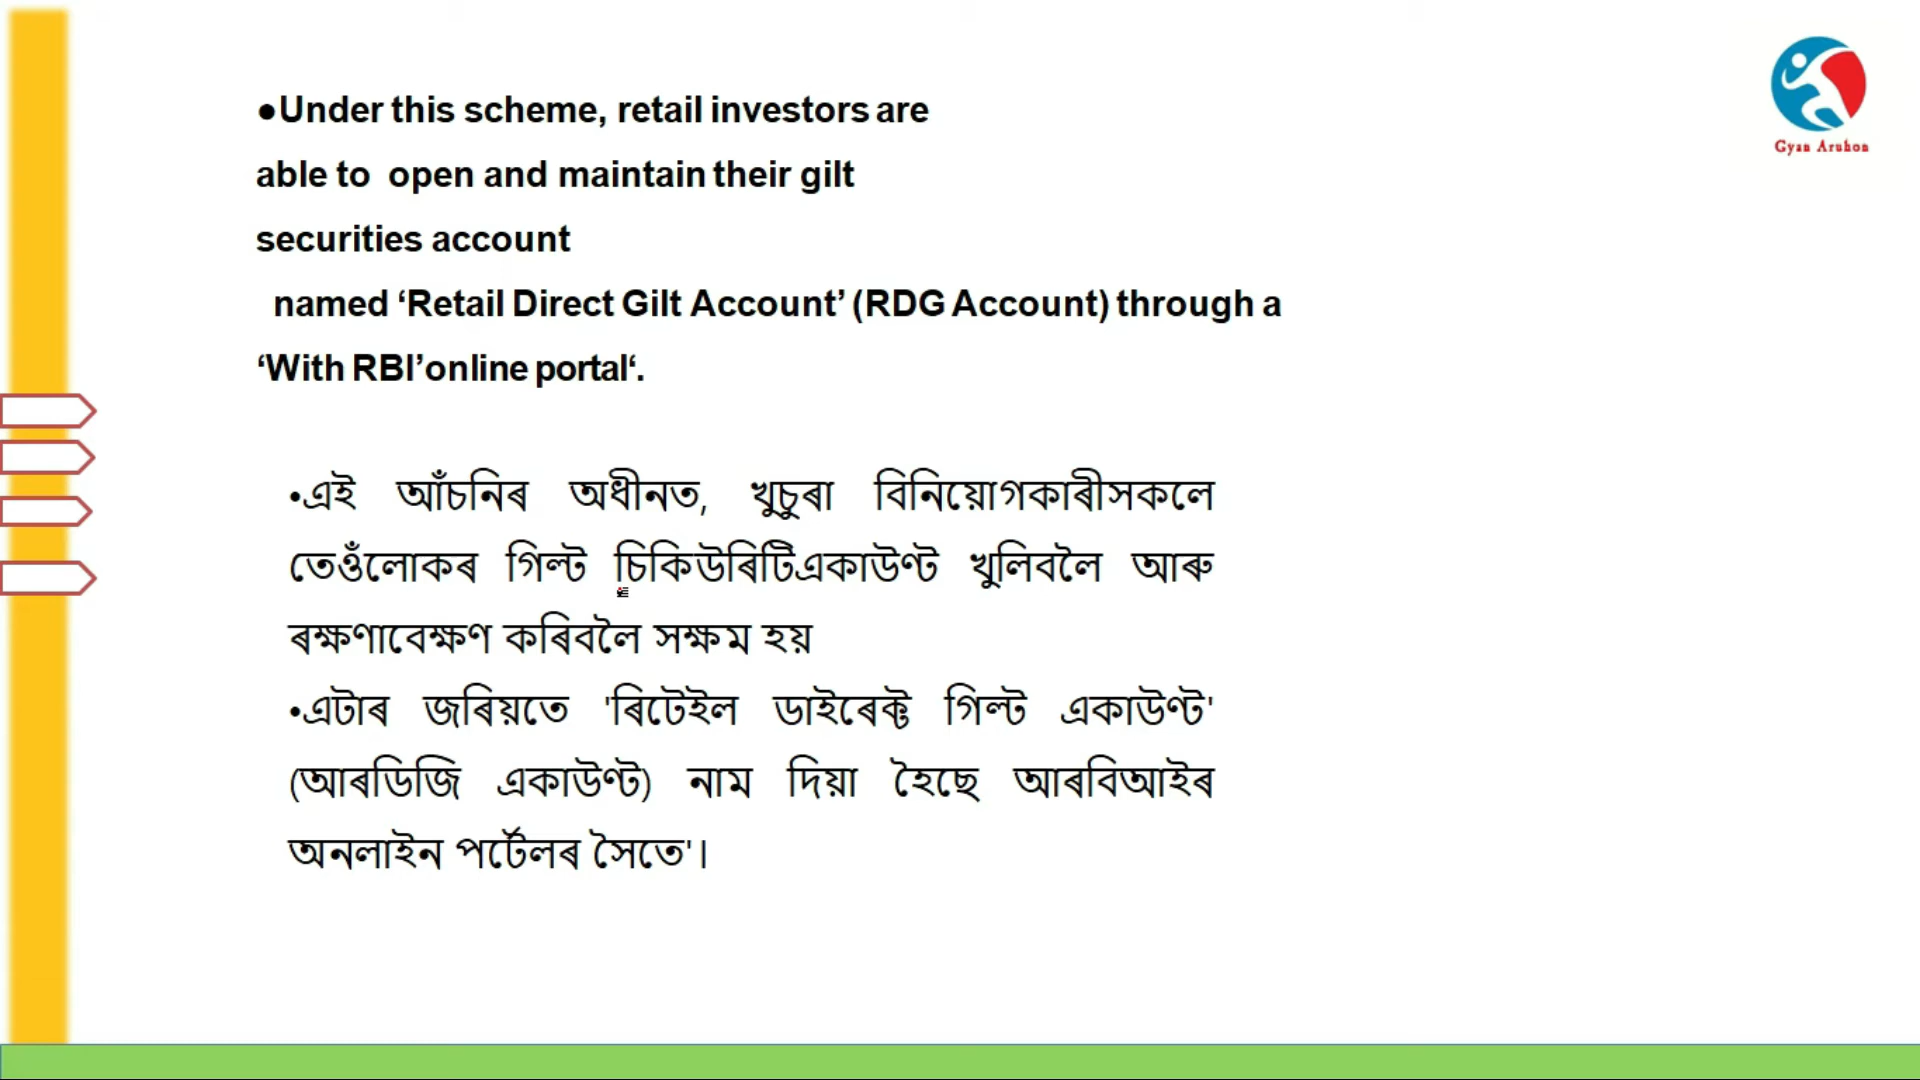 ●Under this scheme, retail investors are
able to open and maintain their gilt
securities account
named ‘Retail Direct Gilt Account’ (RDG Account) through a
‘With RBI’online portal‘.
•এই আঁচনিৰ অধীনত, খুচুৰা বিনিয়োগকাৰীসকলে
তেওঁলোকৰ গিল্ট চিকিউৰিটিএকাউণ্ট খুলিবলৈ আৰু
ৰক্ষণাবেক্ষণ কৰিবলৈ সক্ষম হয়
•এটাৰ জৰিয়তে 'ৰিটেইল ডাইৰেক্ট গিল্ট একাউণ্ট'
(আৰডিজি একাউণ্ট) নাম দিয়া হৈছে আৰবিআইৰ
অনলাইন পৰ্টেলৰ সৈতে'।
Gyan Aruhon